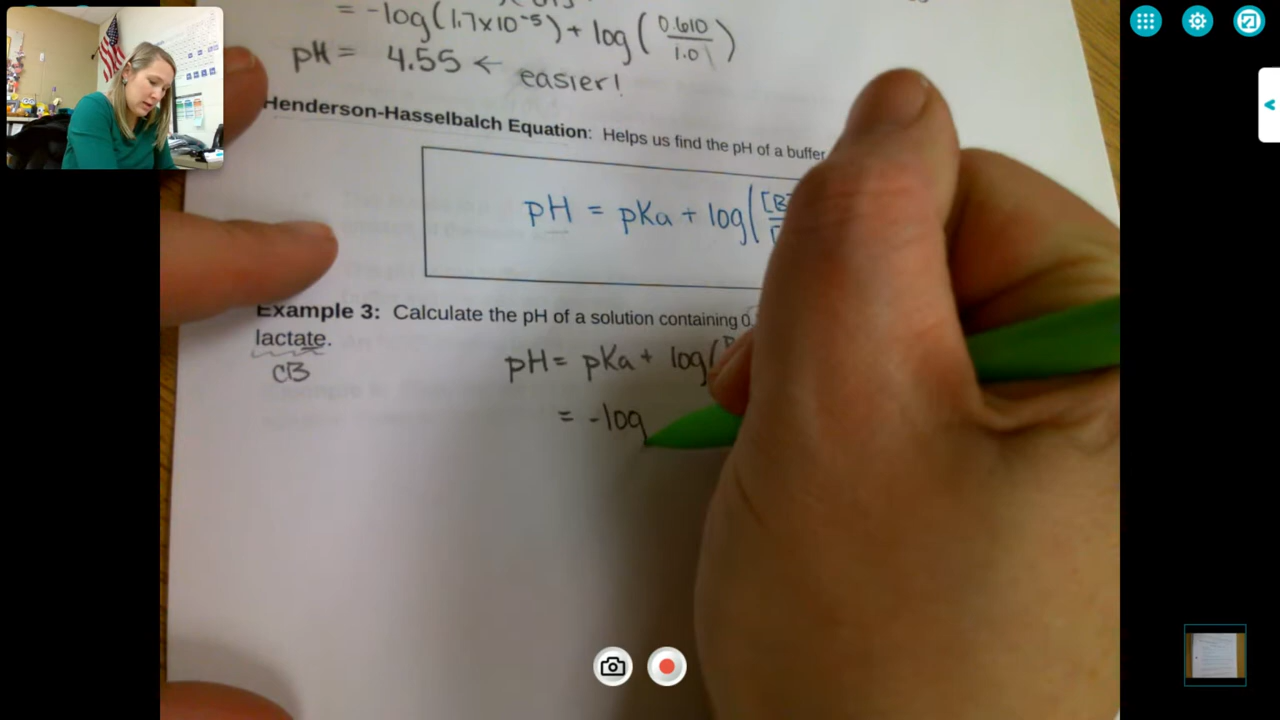 = -log(1.7x10⁻⁵) + log(0.610/1.0)
pH = 4.55 ← easier!
Henderson-Hasselbalch Equation: Helps us find the pH of a buffer
pH = pKa + log([B
Example 3: Calculate the pH of a solution containing 0.
lactate.
CB
pH = pKa + log(
= -log